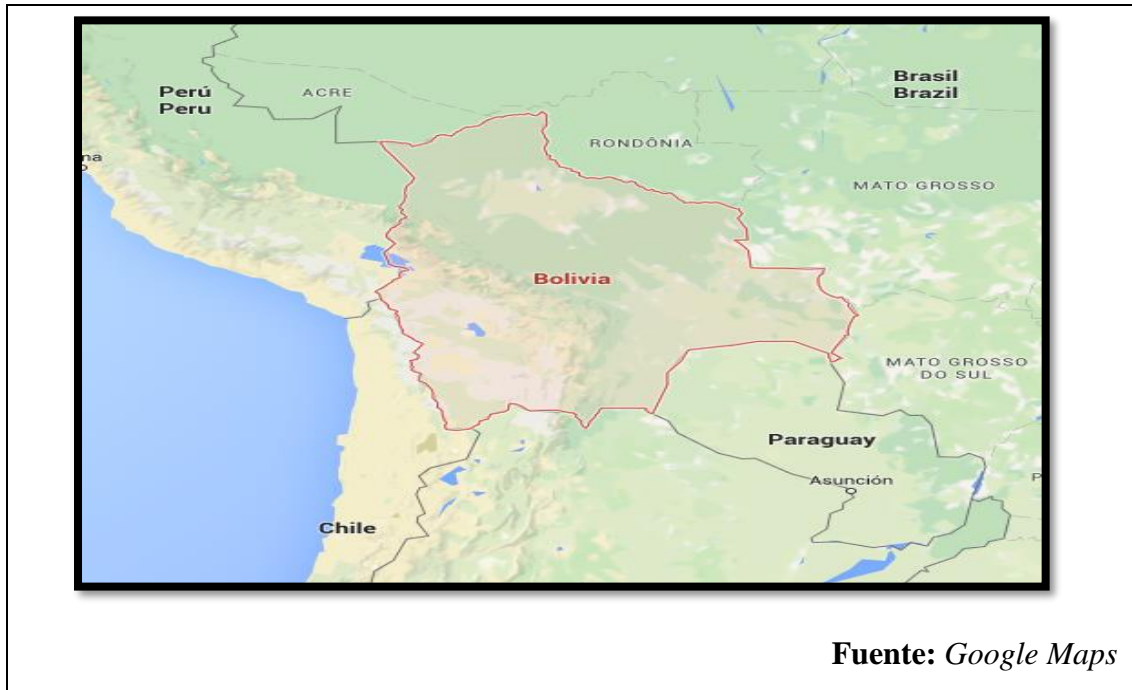 Perú
Peru
ACRE
Brasil
Brazil
RONDÔNIA
na
MATO GROSSO
Bolivia
MATO GROSSO
DO SUL
Paraguay
Asunción
P
Chile
Fuente: Google Maps